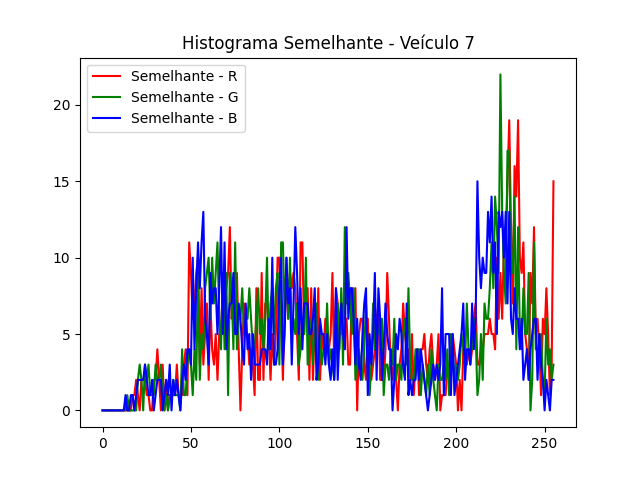 Histograma Semelhante - Veículo 7
Semelhante - R
Semelhante - G
Semelhante - B
20
15
10
5
0
0 50 100 150 200 250